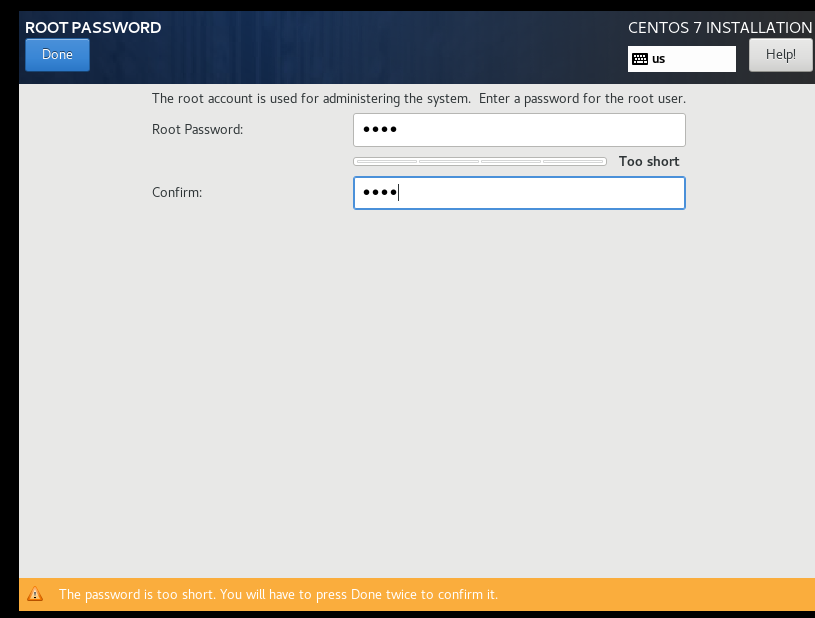 ROOT PASSWORD
CENTOS 7 INSTALLATION
Done
us
Help!
The root account is used for administering the system.  Enter a password for the root user.
Root Password:
••••
Too short
Confirm:
••••
The password is too short. You will have to press Done twice to confirm it.